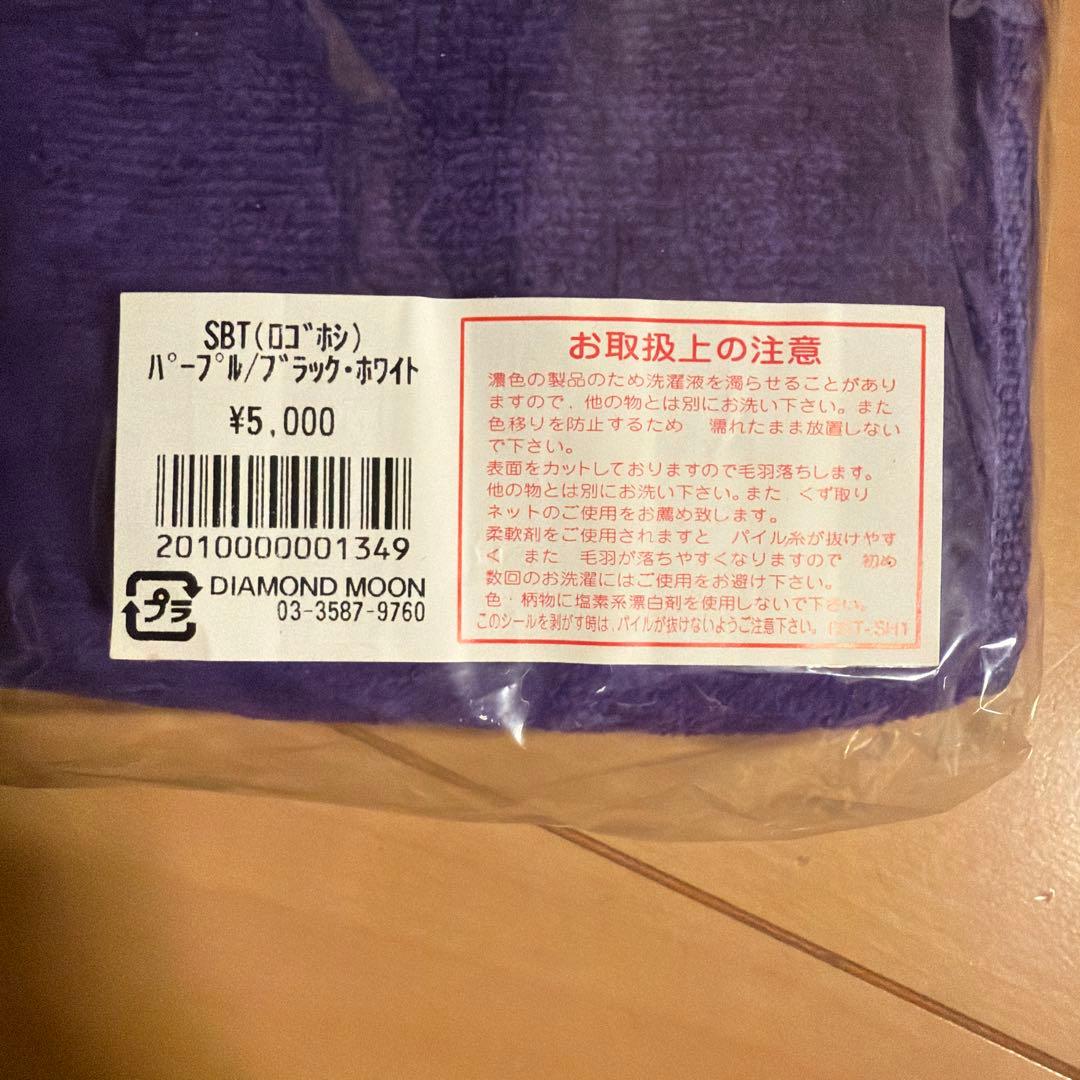 SBT(ﾛｺﾞﾎｼ)
ﾊﾟｰﾌﾟﾙ/ﾌﾞﾗｯｸ・ﾎﾜｲﾄ
¥5,000
2010000001349
プラ
DIAMOND MOON
03-3587-9760
お取扱上の注意
濃色の製品のため洗濯液を濁らせることがあり
ますので、他の物とは別にお洗い下さい。また
色移りを防止するため 濡れたまま放置しない
で下さい。
表面をカットしておりますので毛羽落ちします。
他の物とは別にお洗い下さい。また、くず取り
ネットのご使用をお薦め致します。
柔軟剤をご使用されますと パイル糸が抜けやす
く また 毛羽が落ちやすくなりますので 初め
数回のお洗濯にはご使用をお避け下さい。
色・柄物に塩素系漂白剤を使用しないで下さい。
このシールを剥がす時は、パイルが抜けないようご注意下さい。